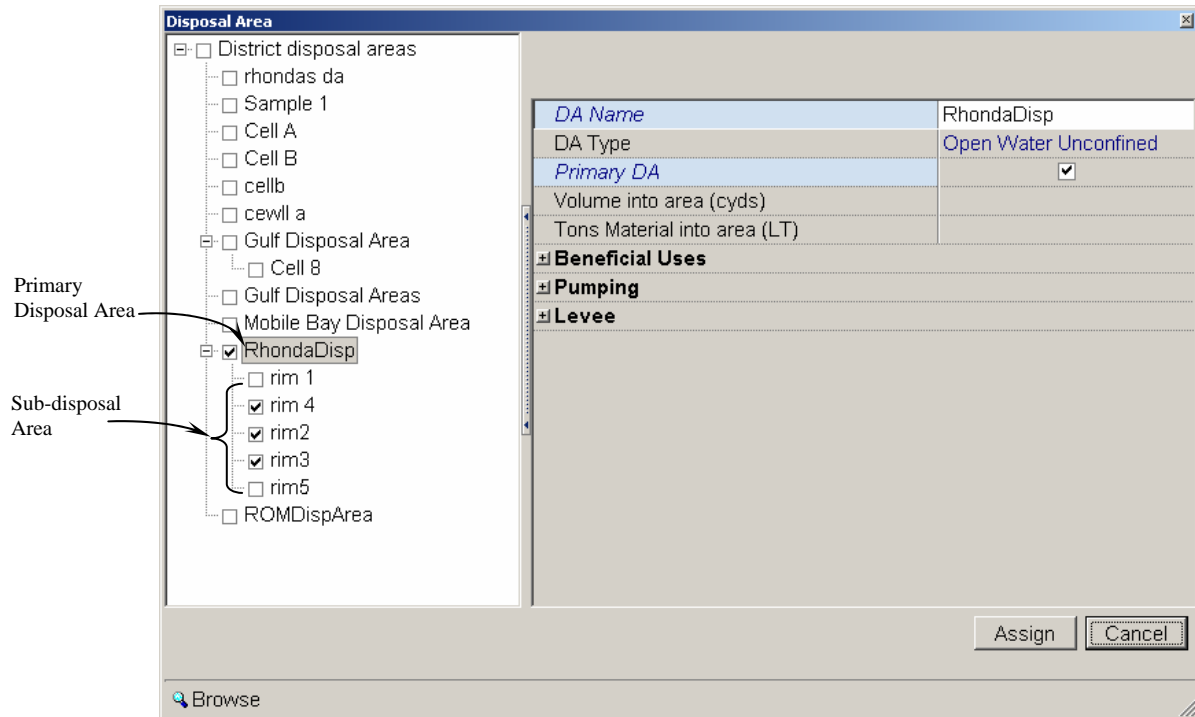 Disposal Area
District disposal areas
rhondas da
Sample 1
Cell A
Cell B
cellb
cewll a
Gulf Disposal Area
Cell 8
Gulf Disposal Areas
Mobile Bay Disposal Area
RhondaDisp
rim 1
rim 4
rim2
rim3
rim5
ROMDispArea
Primary
Disposal Area
Sub-disposal
Area
DA Name RhondaDisp
DA Type Open Water Unconfined
Primary DA
Volume into area (cyds)
Tons Material into area (LT)
Beneficial Uses
Pumping
Levee
Assign Cancel
Browse